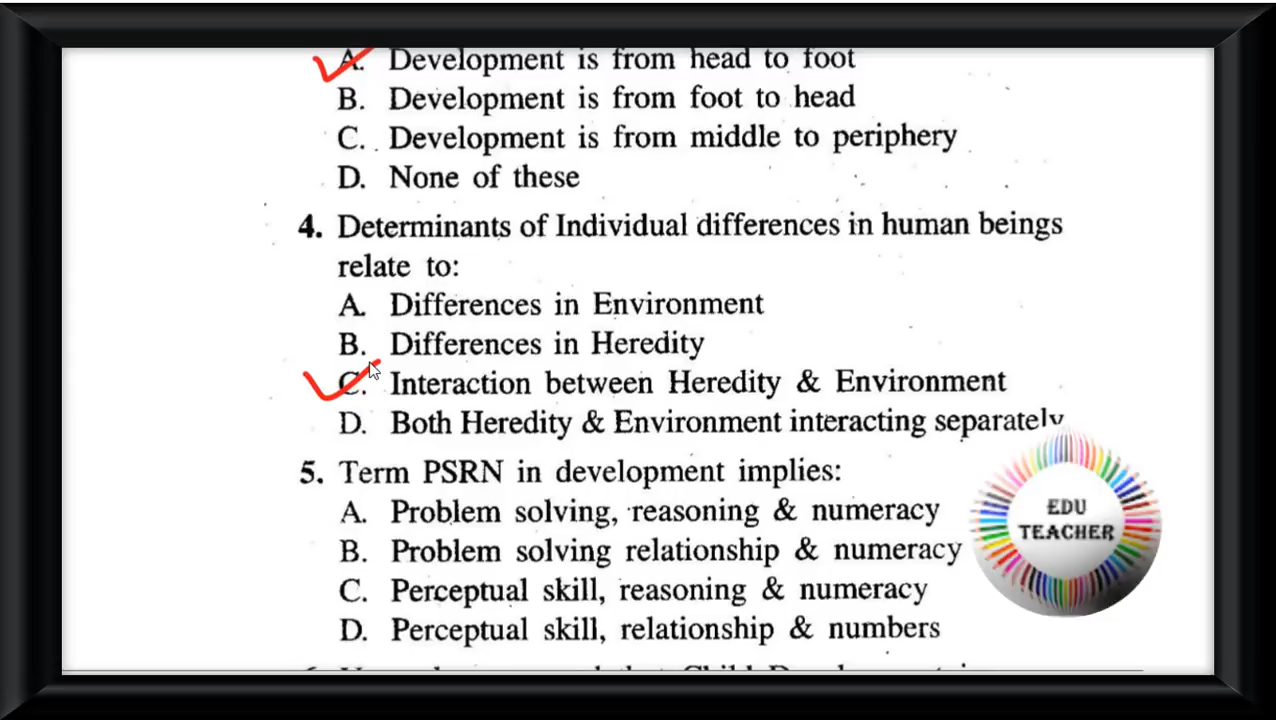 A. Development is from head to foot
B. Development is from foot to head
C. Development is from middle to periphery
D. None of these
4. Determinants of Individual differences in human beings
relate to:
A. Differences in Environment
B. Differences in Heredity
C. Interaction between Heredity & Environment
D. Both Heredity & Environment interacting separately
5. Term PSRN in development implies:
A. Problem solving, reasoning & numeracy
B. Problem solving relationship & numeracy
C. Perceptual skill, reasoning & numeracy
D. Perceptual skill, relationship & numbers
EDU
TEACHER